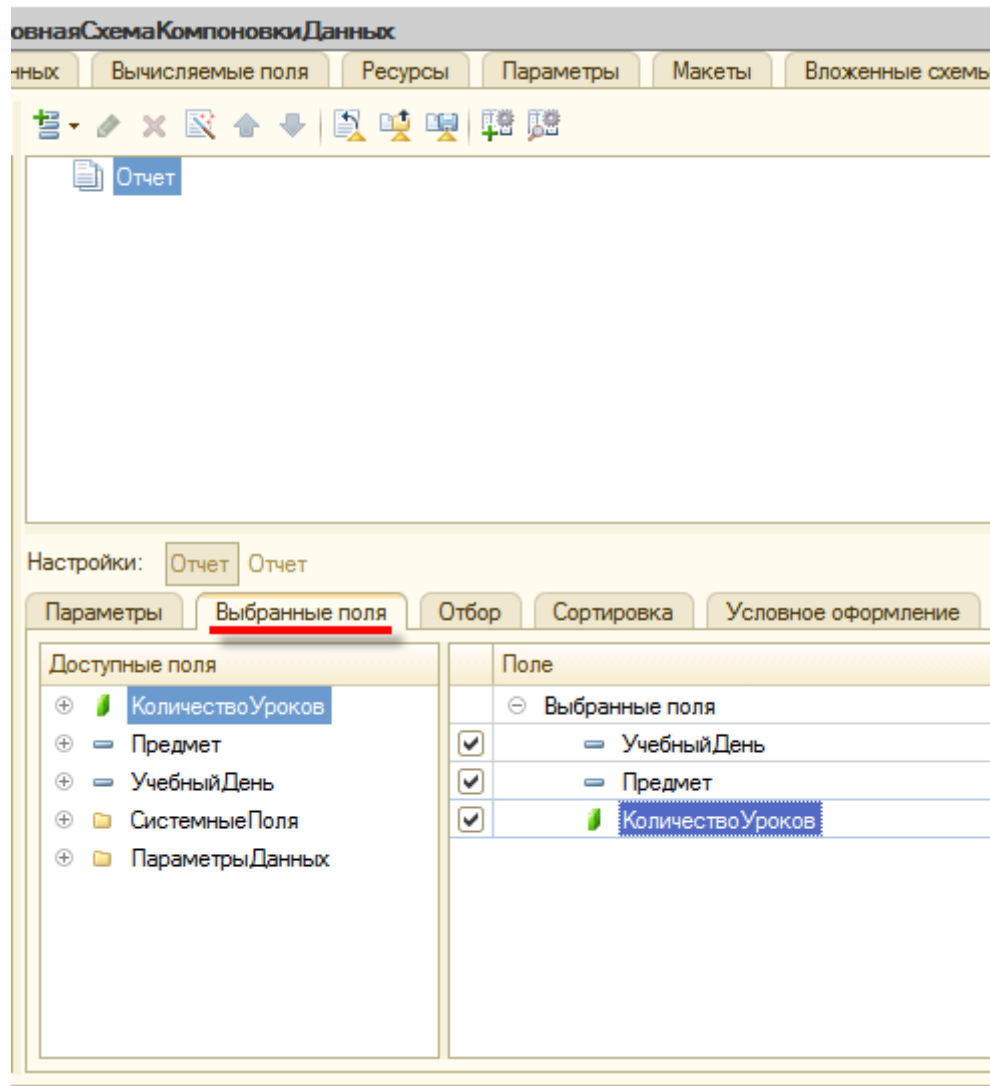 овнаяСхемаКомпоновкиДанных
нных Вычисляемые поля Ресурсы Параметры Макеты Вложенные схемы
Отчет
Настройки: Отчет Отчет
Параметры Выбранные поля Отбор Сортировка Условное оформление
Доступные поля Поле
КоличествоУроков Выбранные поля
Предмет УчебныйДень
УчебныйДень Предмет
СистемныеПоля КоличествоУроков
ПараметрыДанных